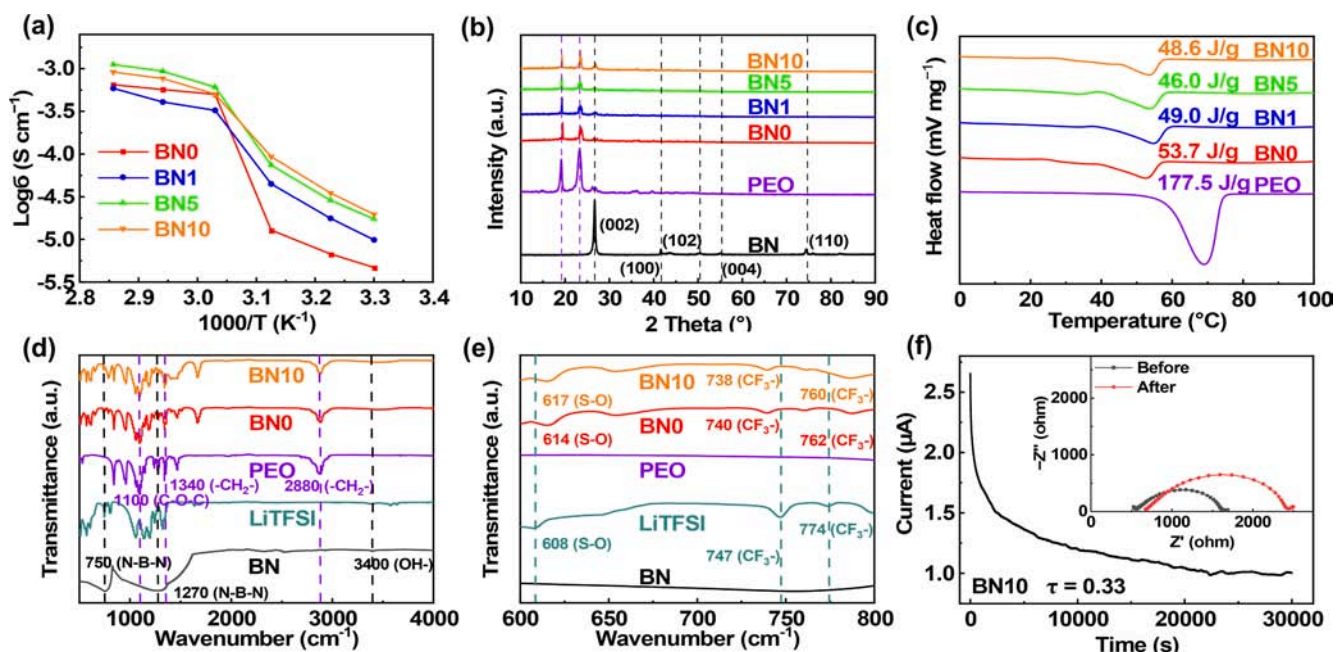 (a)
Logσ (S cm⁻¹)
-3.0
-3.5
-4.0
-4.5
-5.0
-5.5
BN0
BN1
BN5
BN10
2.8 2.9 3.0 3.1 3.2 3.3 3.4
1000/T (K⁻¹)
(b)
Intensity (a.u.)
BN10
BN5
BN1
BN0
PEO
BN
(002)
(102)
(110)
(100)
(004)
10 20 30 40 50 60 70 80 90
2 Theta (°)
(c)
Heat flow (mV mg⁻¹)
48.6 J/g BN10
46.0 J/g BN5
49.0 J/g BN1
53.7 J/g BN0
177.5 J/g PEO
0 20 40 60 80 100
Temperature (°C)
(d)
Transmittance (a.u.)
BN10
BN0
PEO
1340 (-CH₂-) 2880 (-CH₂-)
1100 (C-O-C)
LiTFSI
750 (N-B-N) BN
3400 (OH-)
1270 (N-B-N)
1000 2000 3000 4000
Wavenumber (cm⁻¹)
(e)
Transmittance (a.u.)
738 (CF₃-)
BN10
617 (S-O) 760 (CF₃-)
BN0 740 (CF₃-)
614 (S-O) 762 (CF₃-)
PEO
LiTFSI
608 (S-O) 774 (CF₃-)
747 (CF₃-)
BN
600 650 700 750 800
Wavenumber (cm⁻¹)
(f)
Current (μA)
2.5
2.0
1.5
1.0
Before
After
-Z'' (ohm)
2500
1250
0
0 1000 2000
Z' (ohm)
BN10 τ = 0.33
0 10000 20000 30000
Time (s)